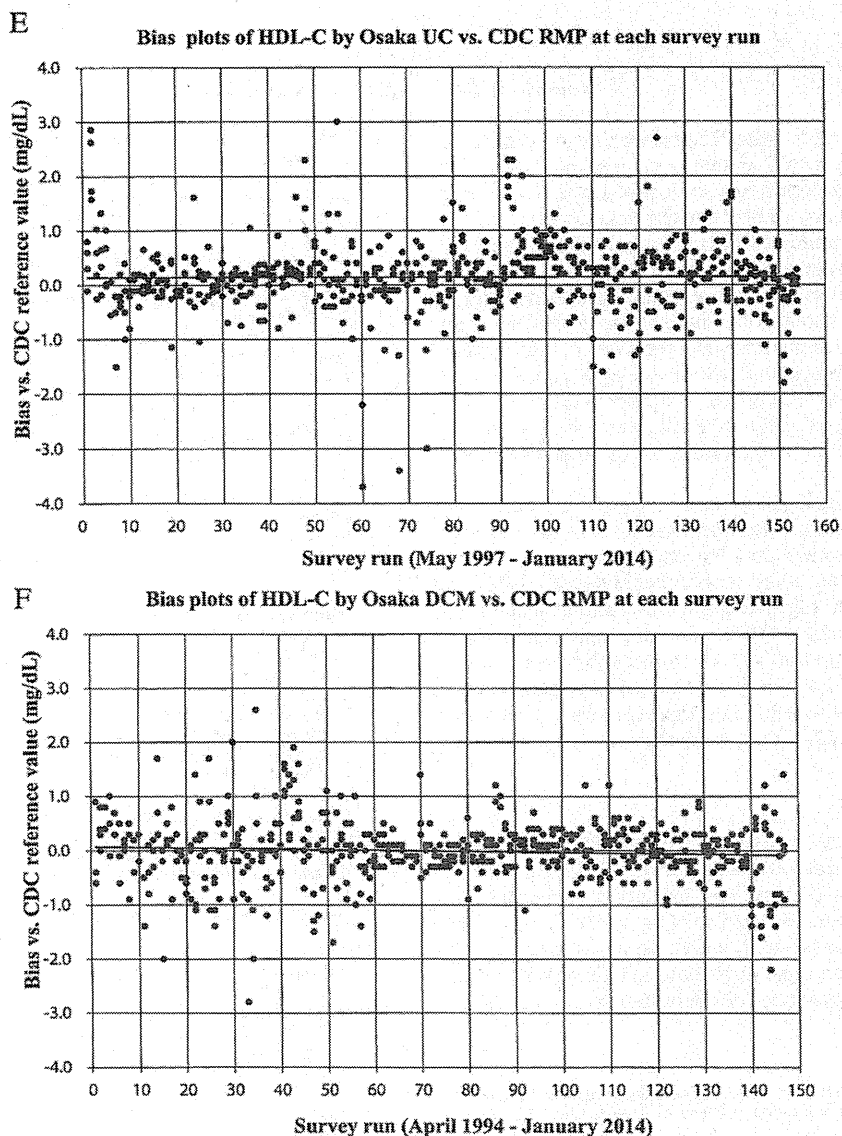 E
Bias plots of HDL-C by Osaka UC vs. CDC RMP at each survey run
Bias vs. CDC reference value (mg/dL)
4.0
3.0
2.0
1.0
0.0
-1.0
-2.0
-3.0
-4.0
0 10 20 30 40 50 60 70 80 90 100 110 120 130 140 150 160
Survey run (May 1997 - January 2014)
F
Bias plots of HDL-C by Osaka DCM vs. CDC RMP at each survey run
Bias vs. CDC reference value (mg/dL)
4.0
3.0
2.0
1.0
0.0
-1.0
-2.0
-3.0
-4.0
0 10 20 30 40 50 60 70 80 90 100 110 120 130 140 150
Survey run (April 1994 - January 2014)